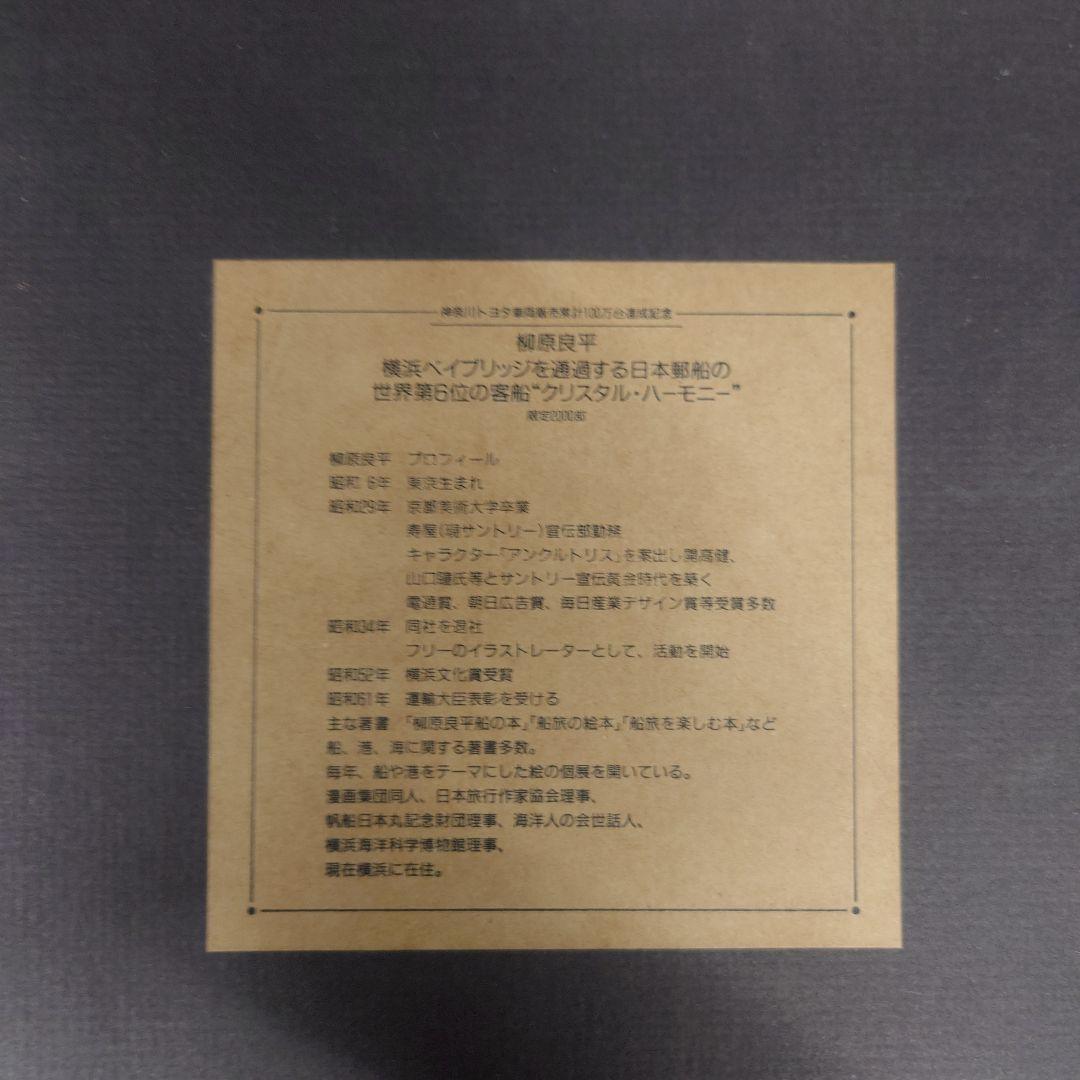 神奈川トヨタ車両販売累計100万台達成記念
柳原良平
横浜ベイブリッジを通過する日本郵船の
世界第6位の客船“クリスタル・ハーモニー”
限定2000部
柳原良平 プロフィール
昭和 6年 東京生まれ
昭和29年 京都美術大学卒業
寿屋(現サントリー)宣伝部勤務
キャラクター「アンクルトリス」を案出し開高健、
山口瞳氏等とサントリー宣伝黄金時代を築く
電通賞、朝日広告賞、毎日産業デザイン賞等受賞多数
昭和34年 同社を退社
フリーのイラストレーターとして、活動を開始
昭和52年 横浜文化賞受賞
昭和61年 運輸大臣表彰を受ける
主な著書 「柳原良平船の本」「船旅の絵本」「船旅を楽しむ本」など
船、港、海に関する著書多数。
毎年、船や港をテーマにした絵の個展を開いている。
漫画集団同人、日本旅行作家協会理事、
帆船日本丸記念財団理事、海洋人の会世話人、
横浜海洋科学博物館理事、
現在横浜に在住。